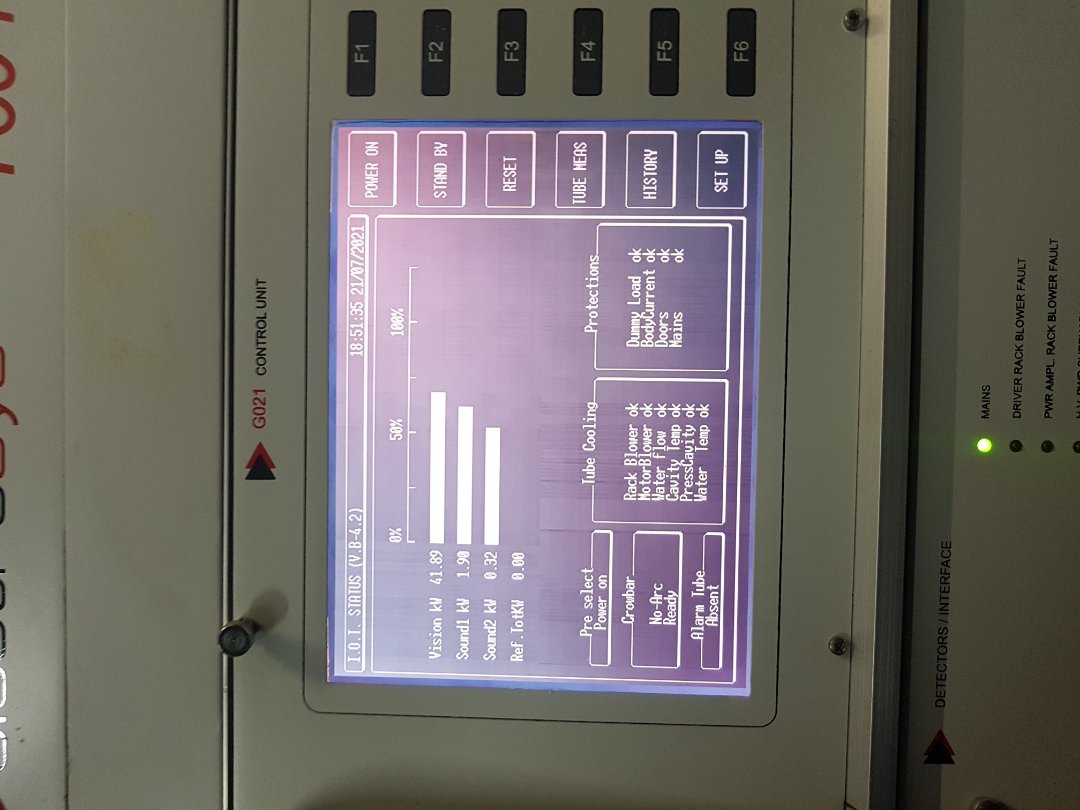 G021 CONTROL UNIT
I.O.T. STATUS (V.B-4.2) 18:51:35 21/07/2021
0% 50% 100%
Vision kW 41.89
Sound1 kW 1.90
Sound2 kW 0.32
Ref.TotKW 0.00
Pre select
Power on
Crowbar
No-Arc
Ready
Alarm Tube
Absent
Tube Cooling
Rack Blower ok
MotorBlower ok
Water flow ok
Cavity Temp ok
PressCavity ok
Water Temp ok
Protections
Dummy Load ok
BodyCurrent ok
Doors ok
Mains ok
POWER ON
STAND BY
RESET
TUBE MEAS
HISTORY
SET UP
F1
F2
F3
F4
F5
F6
DETECTORS / INTERFACE
MAINS
DRIVER RACK BLOWER FAULT
PWR AMPL. RACK BLOWER FAULT